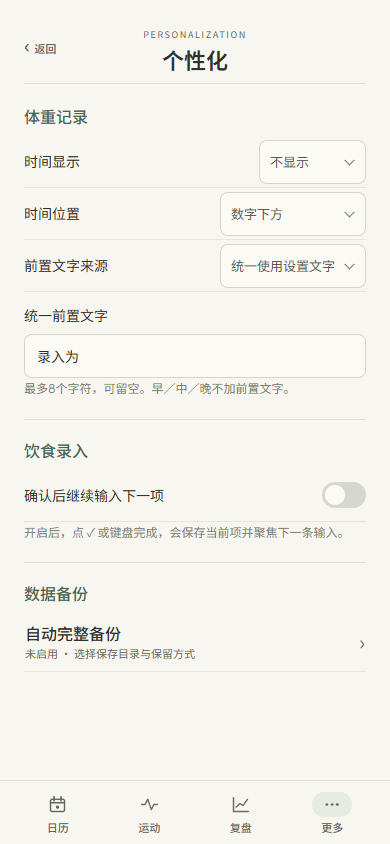 PERSONALIZATION
‹ 返回
个性化
体重记录
时间显示
不显示
时间位置
数字下方
前置文字来源
统一使用设置文字
统一前置文字
录入为
最多8个字符，可留空。早／中／晚不加前置文字。
饮食录入
确认后继续输入下一项
开启后，点 ✓ 或键盘完成，会保存当前项并聚焦下一条输入。
数据备份
自动完整备份
未启用 · 选择保存目录与保留方式
日历
运动
复盘
更多